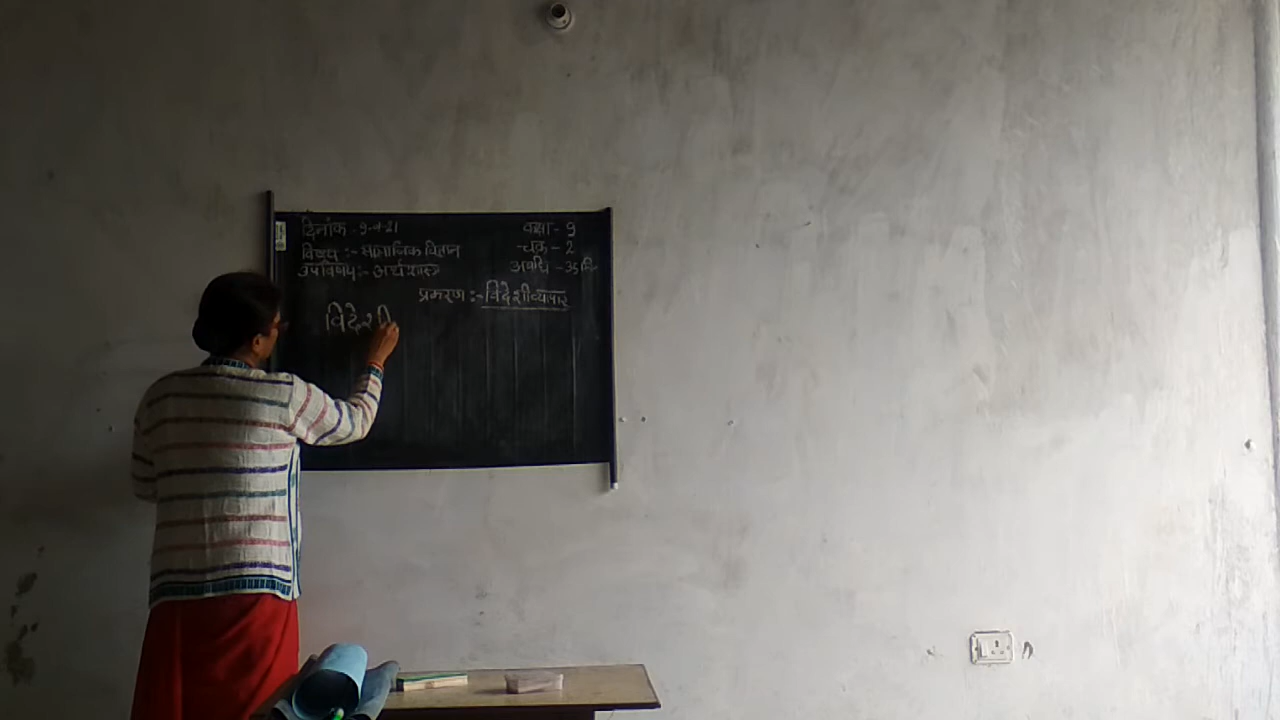 दिनांक - 9-4-21 कक्षा - 9
विषय :- सामाजिक विज्ञान चक्र - 2
उपविषय :- अर्थशास्त्र अवधि - 35 मि
प्रकरण :- विदेशी व्यापार
विदेशी